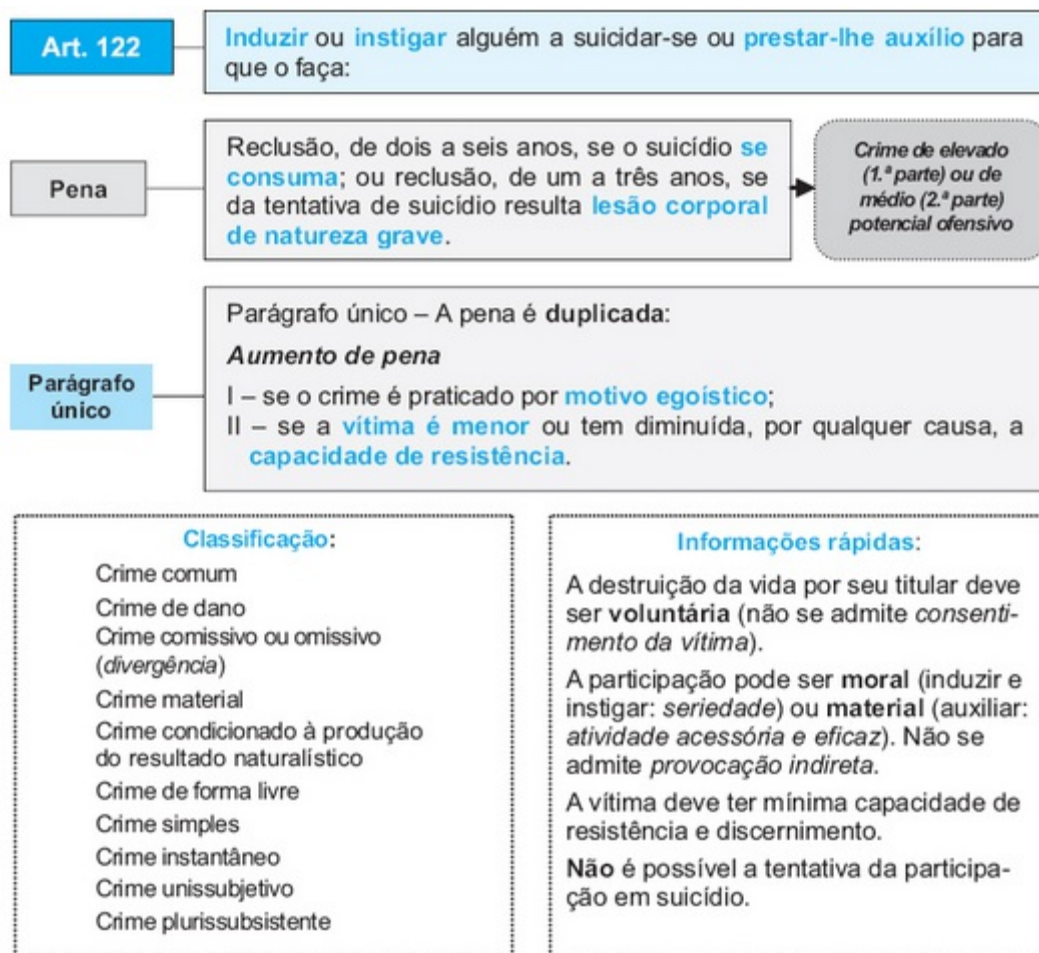 Art. 122
Induzir ou instigar alguém a suicidar-se ou prestar-lhe auxílio para
que o faça:
Pena
Reclusão, de dois a seis anos, se o suicídio se
consuma; ou reclusão, de um a três anos, se
da tentativa de suicídio resulta lesão corporal
de natureza grave.
Crime de elevado
(1.ª parte) ou de
médio (2.ª parte)
potencial ofensivo
Parágrafo
único
Parágrafo único – A pena é duplicada:
Aumento de pena
I – se o crime é praticado por motivo egoístico;
II – se a vítima é menor ou tem diminuída, por qualquer causa, a
capacidade de resistência.
Classificação:
Crime comum
Crime de dano
Crime comissivo ou omissivo
(divergência)
Crime material
Crime condicionado à produção
do resultado naturalístico
Crime de forma livre
Crime simples
Crime instantâneo
Crime unissubjetivo
Crime plurissubsistente
Informações rápidas:
A destruição da vida por seu titular deve
ser voluntária (não se admite consenti-
mento da vítima).
A participação pode ser moral (induzir e
instigar: seriedade) ou material (auxiliar:
atividade acessória e eficaz). Não se
admite provocação indireta.
A vítima deve ter mínima capacidade de
resistência e discernimento.
Não é possível a tentativa da participa-
ção em suicídio.